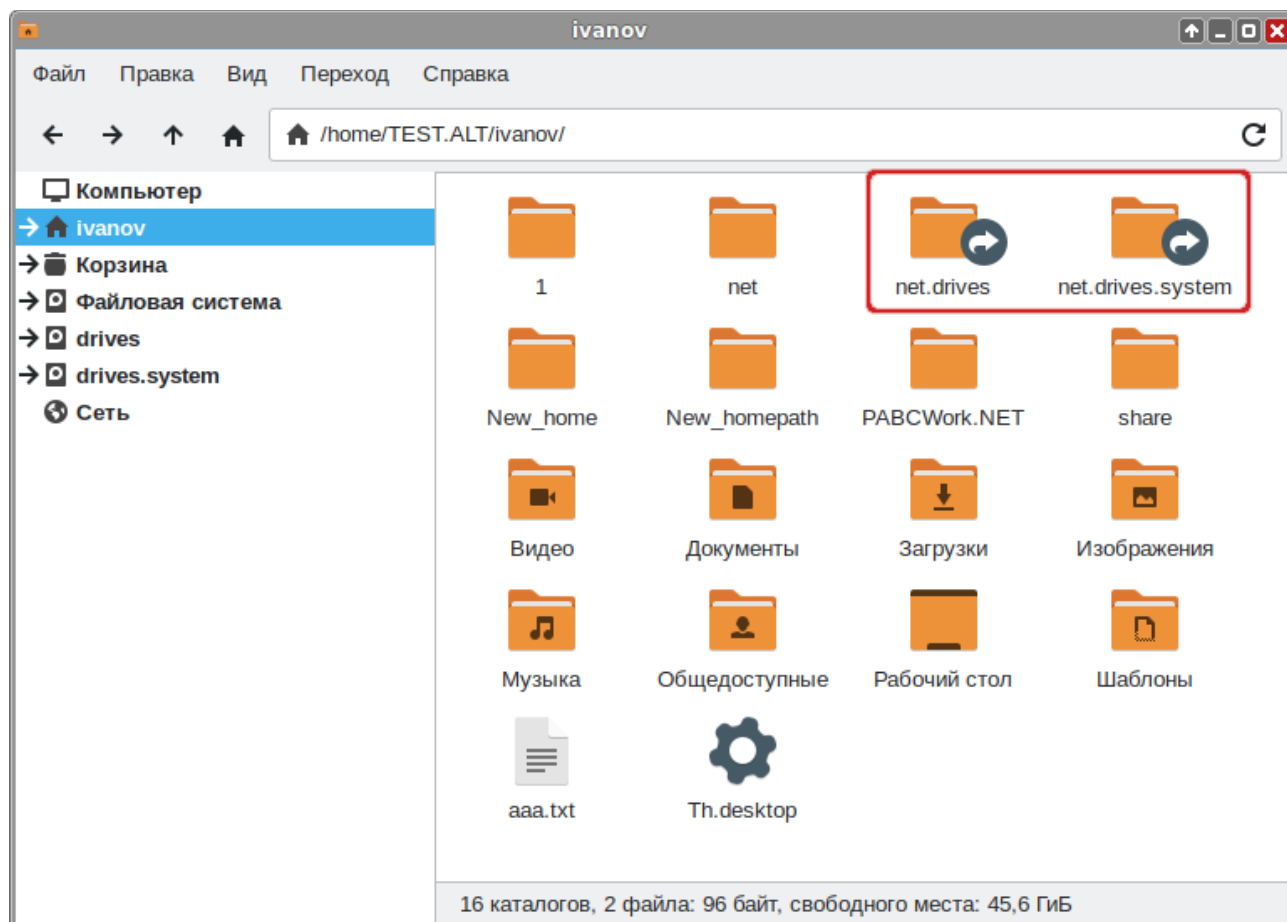 ivanov
Файл Правка Вид Переход Справка
/home/TEST.ALT/ivanov/
Компьютер
ivanov
Корзина
Файловая система
drives
drives.system
Сеть
1 net net.drives net.drives.system
New_home New_homepath PABCWork.NET share
Видео Документы Загрузки Изображения
Музыка Общедоступные Рабочий стол Шаблоны
aaa.txt Th.desktop
16 каталогов, 2 файла: 96 байт, свободного места: 45,6 ГиБ